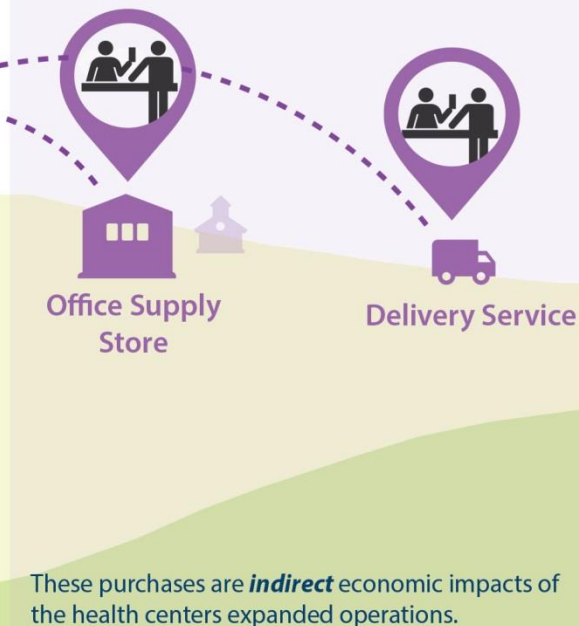 Office Supply
Store
Delivery Service
These purchases are indirect economic impacts of
the health centers expanded operations.